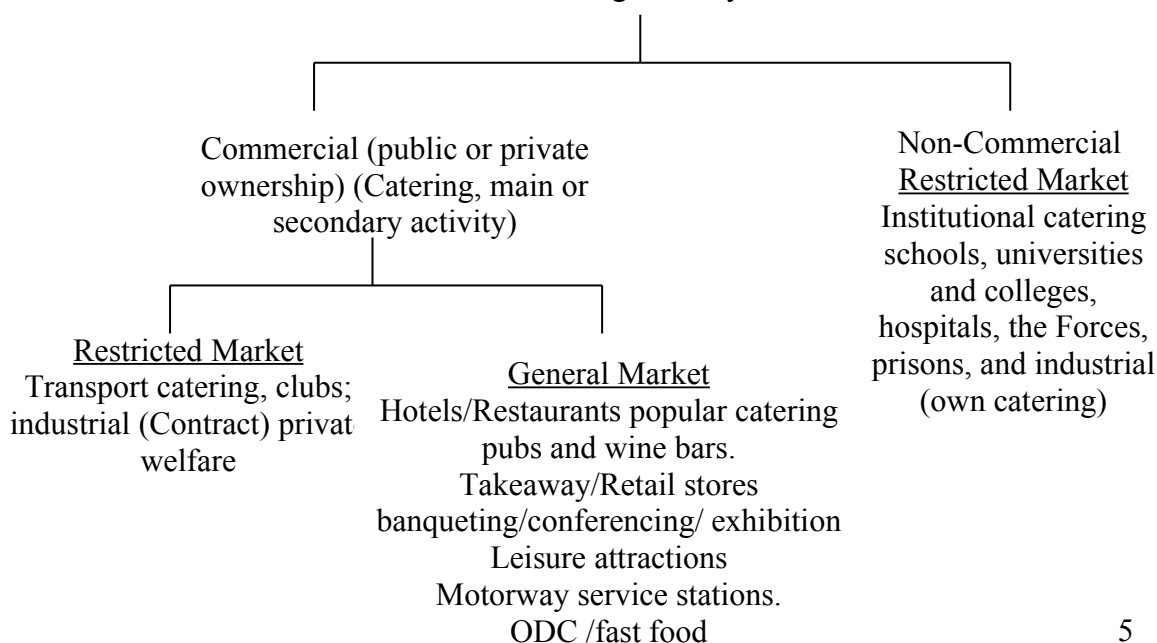 Commercial (public or private
ownership) (Catering, main or
secondary activity)
Non-Commercial
Restricted Market
Institutional catering
schools, universities
and colleges,
hospitals, the Forces,
prisons, and industrial
(own catering)
Restricted Market
Transport catering, clubs;
industrial (Contract) privat
welfare
General Market
Hotels/Restaurants popular catering
pubs and wine bars.
Takeaway/Retail stores
banqueting/conferencing/ exhibition
Leisure attractions
Motorway service stations.
ODC /fast food
5